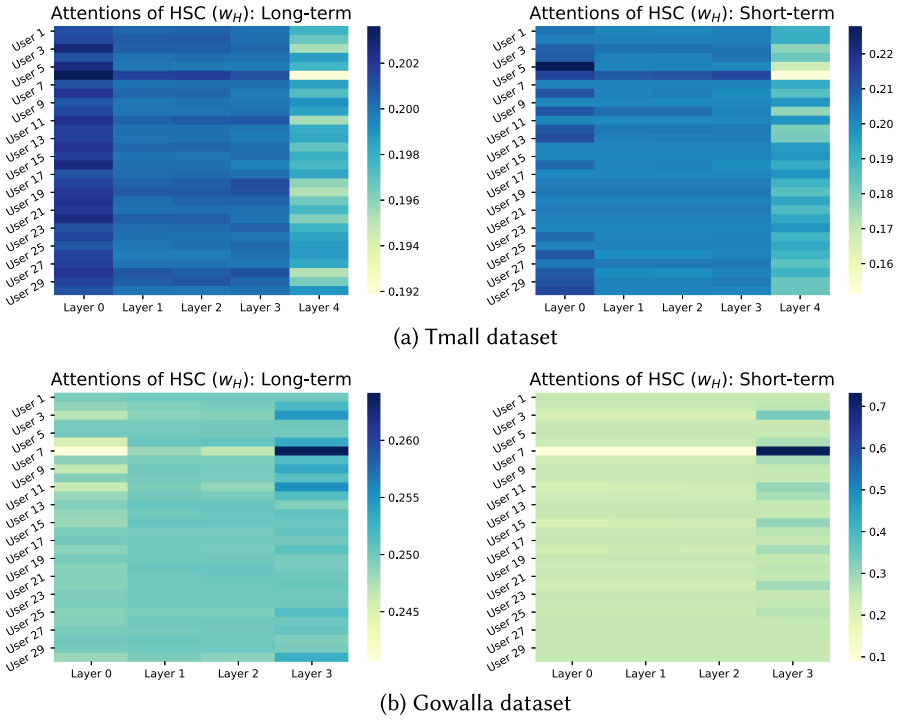 Attentions of HSC (w_H): Long-term
User 1
User 3
User 5
User 7
User 9
User 11
User 13
User 15
User 17
User 19
User 21
User 23
User 25
User 27
User 29
Layer 0 Layer 1 Layer 2 Layer 3 Layer 4
0.202
0.200
0.198
0.196
0.194
0.192
Attentions of HSC (w_H): Short-term
User 1
User 3
User 5
User 7
User 9
User 11
User 13
User 15
User 17
User 19
User 21
User 23
User 25
User 27
User 29
Layer 0 Layer 1 Layer 2 Layer 3 Layer 4
0.22
0.21
0.20
0.19
0.18
0.17
0.16
(a) Tmall dataset
Attentions of HSC (w_H): Long-term
User 1
User 3
User 5
User 7
User 9
User 11
User 13
User 15
User 17
User 19
User 21
User 23
User 25
User 27
User 29
Layer 0 Layer 1 Layer 2 Layer 3
0.260
0.255
0.250
0.245
Attentions of HSC (w_H): Short-term
User 1
User 3
User 5
User 7
User 9
User 11
User 13
User 15
User 17
User 19
User 21
User 23
User 25
User 27
User 29
Layer 0 Layer 1 Layer 2 Layer 3
0.7
0.6
0.5
0.4
0.3
0.2
0.1
(b) Gowalla dataset